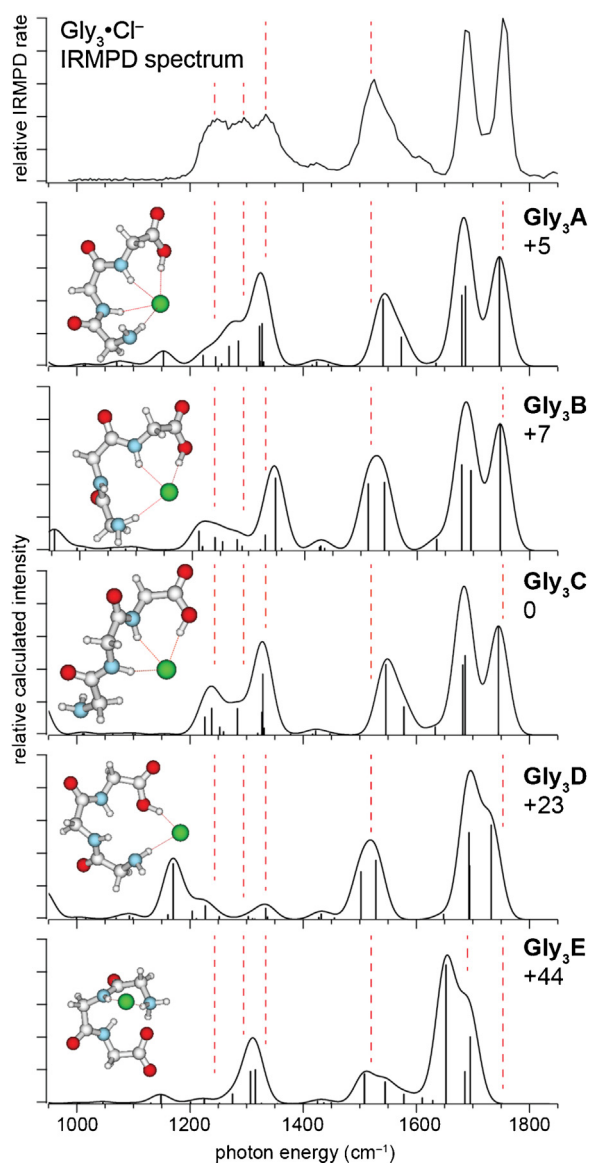 Gly₃•Cl⁻
IRMPD spectrum
relative IRMPD rate
Gly₃A
+5
Gly₃B
+7
Gly₃C
0
Gly₃D
+23
Gly₃E
+44
relative calculated intensity
1000 1200 1400 1600 1800
photon energy (cm⁻¹)